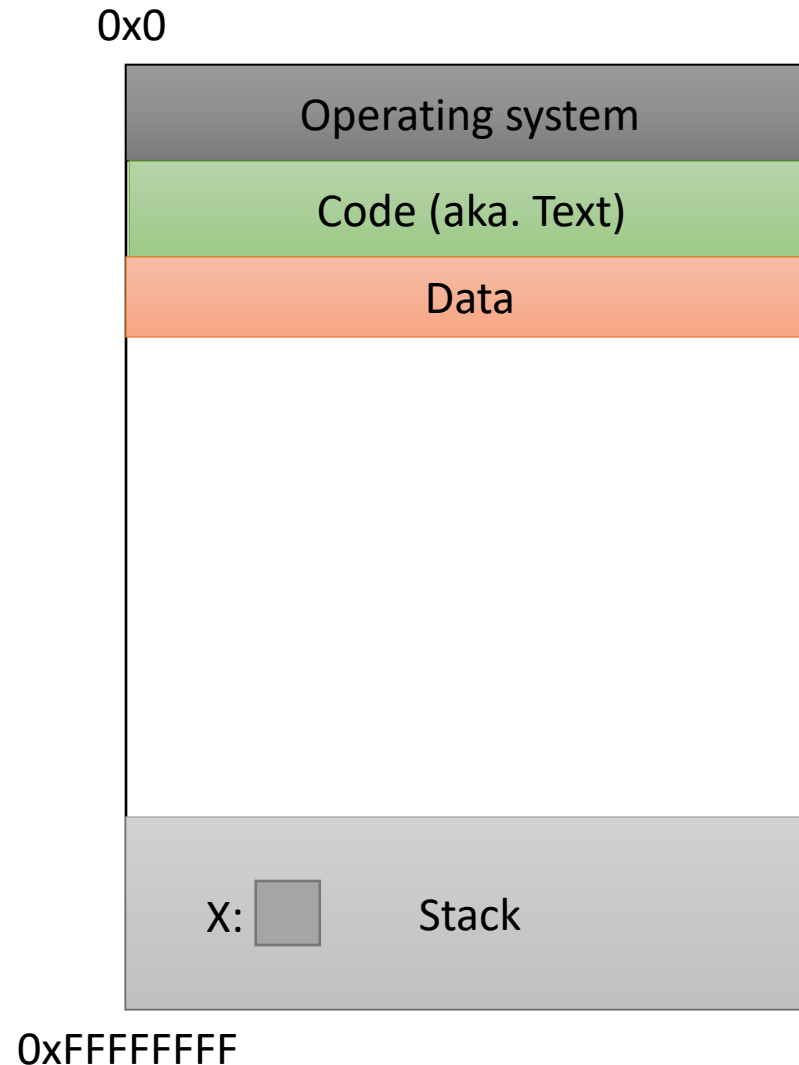 0x0
Operating system
Code (aka. Text)
Data
X: Stack
0xFFFFFFFF